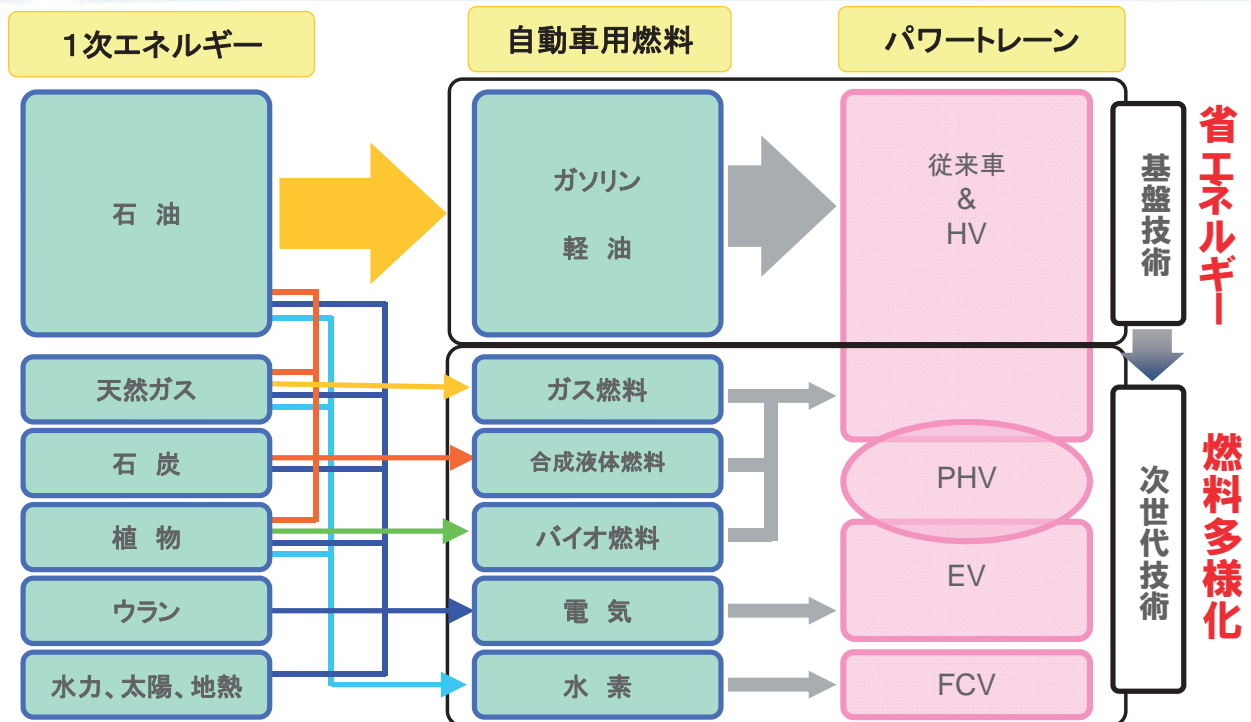 1次エネルギー
自動車用燃料
パワートレーン
石 油
ガソリン
軽 油
従来車
&
HV
基盤技術
省エネルギー
天然ガス
石 炭
植 物
ウラン
水力、太陽、地熱
ガス燃料
合成液体燃料
バイオ燃料
電 気
水 素
PHV
EV
FCV
次世代技術
燃料多様化